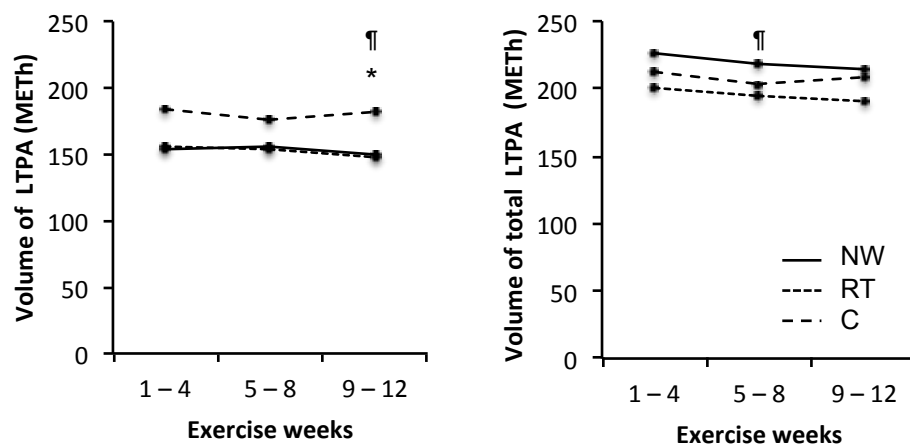 Volume of LTPA (METh)
250
200
150
100
50
0
¶
*
1 – 4
5 – 8
9 – 12
Exercise weeks
Volume of total LTPA (METh)
250
200
150
100
50
0
¶
NW
RT
C
1 – 4
5 – 8
9 – 12
Exercise weeks